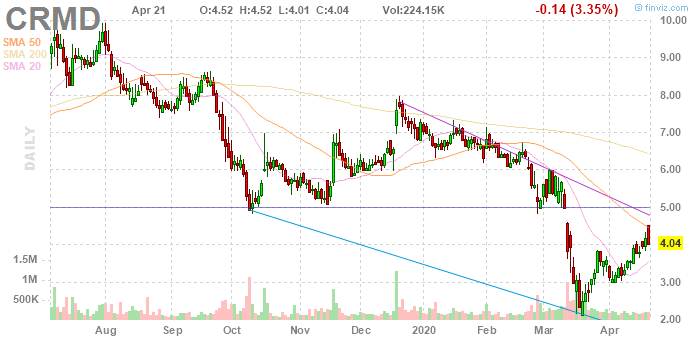 CRMD Apr 21 O:4.52 H:4.52 L:4.01 C:4.04 Vol:224.15K -0.14 (3.35%) © finviz.com
SMA 50
SMA 200
SMA 20
DAILY
10.00
9.00
8.00
7.00
6.00
5.00
4.04
3.00
2.00
1.5M
1M
500K
Aug Sep Oct Nov Dec 2020 Feb Mar Apr